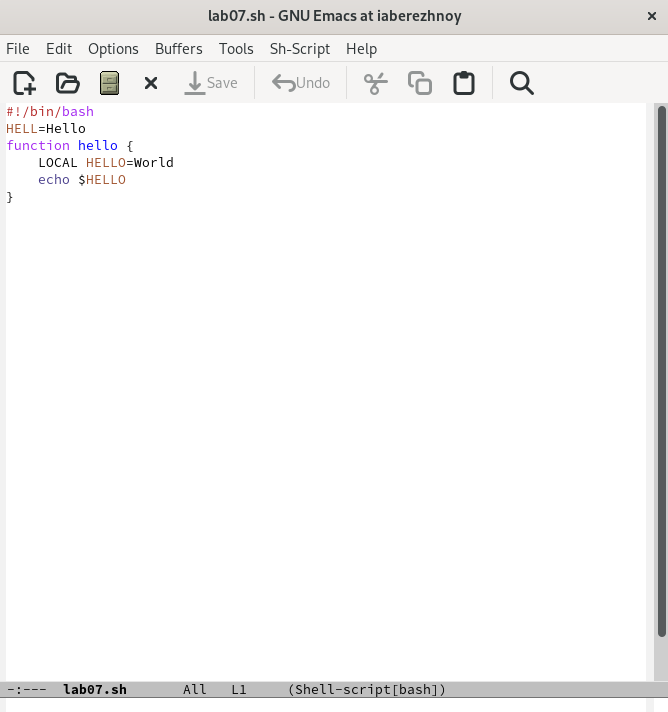 lab07.sh - GNU Emacs at iaberezhnoy ×
File Edit Options Buffers Tools Sh-Script Help
Save Undo
#!/bin/bash
HELL=Hello
function hello {
    LOCAL HELLO=World
    echo $HELLO
}
-:--- lab07.sh All L1 (Shell-script[bash])